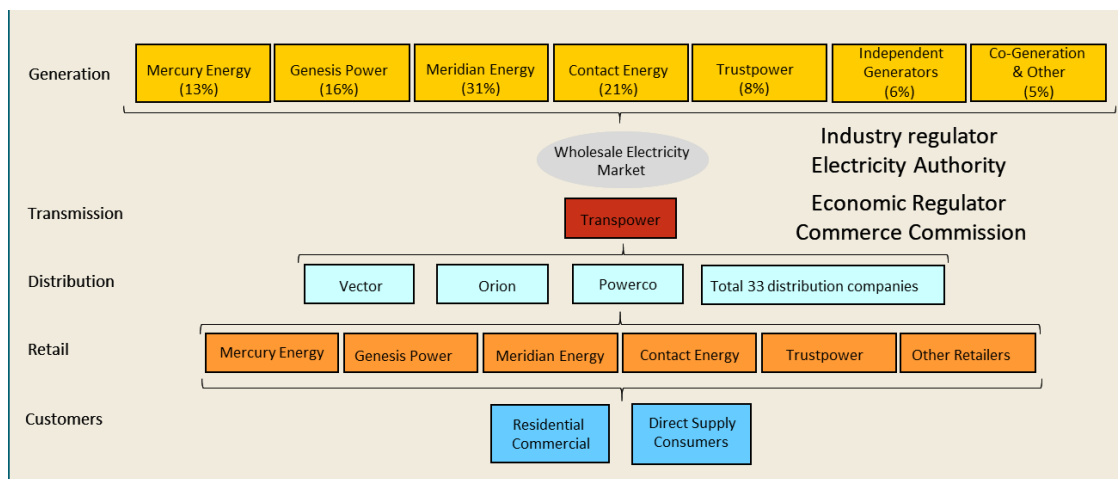 Generation
Mercury Energy
(13%)
Genesis Power
(16%)
Meridian Energy
(31%)
Contact Energy
(21%)
Trustpower
(8%)
Independent
Generators
(6%)
Co-Generation
& Other
(5%)
Wholesale Electricity
Market
Industry regulator
Electricity Authority
Transmission
Transpower
Economic Regulator
Commerce Commission
Distribution
Vector
Orion
Powerco
Total 33 distribution companies
Retail
Mercury Energy
Genesis Power
Meridian Energy
Contact Energy
Trustpower
Other Retailers
Customers
Residential
Commercial
Direct Supply
Consumers